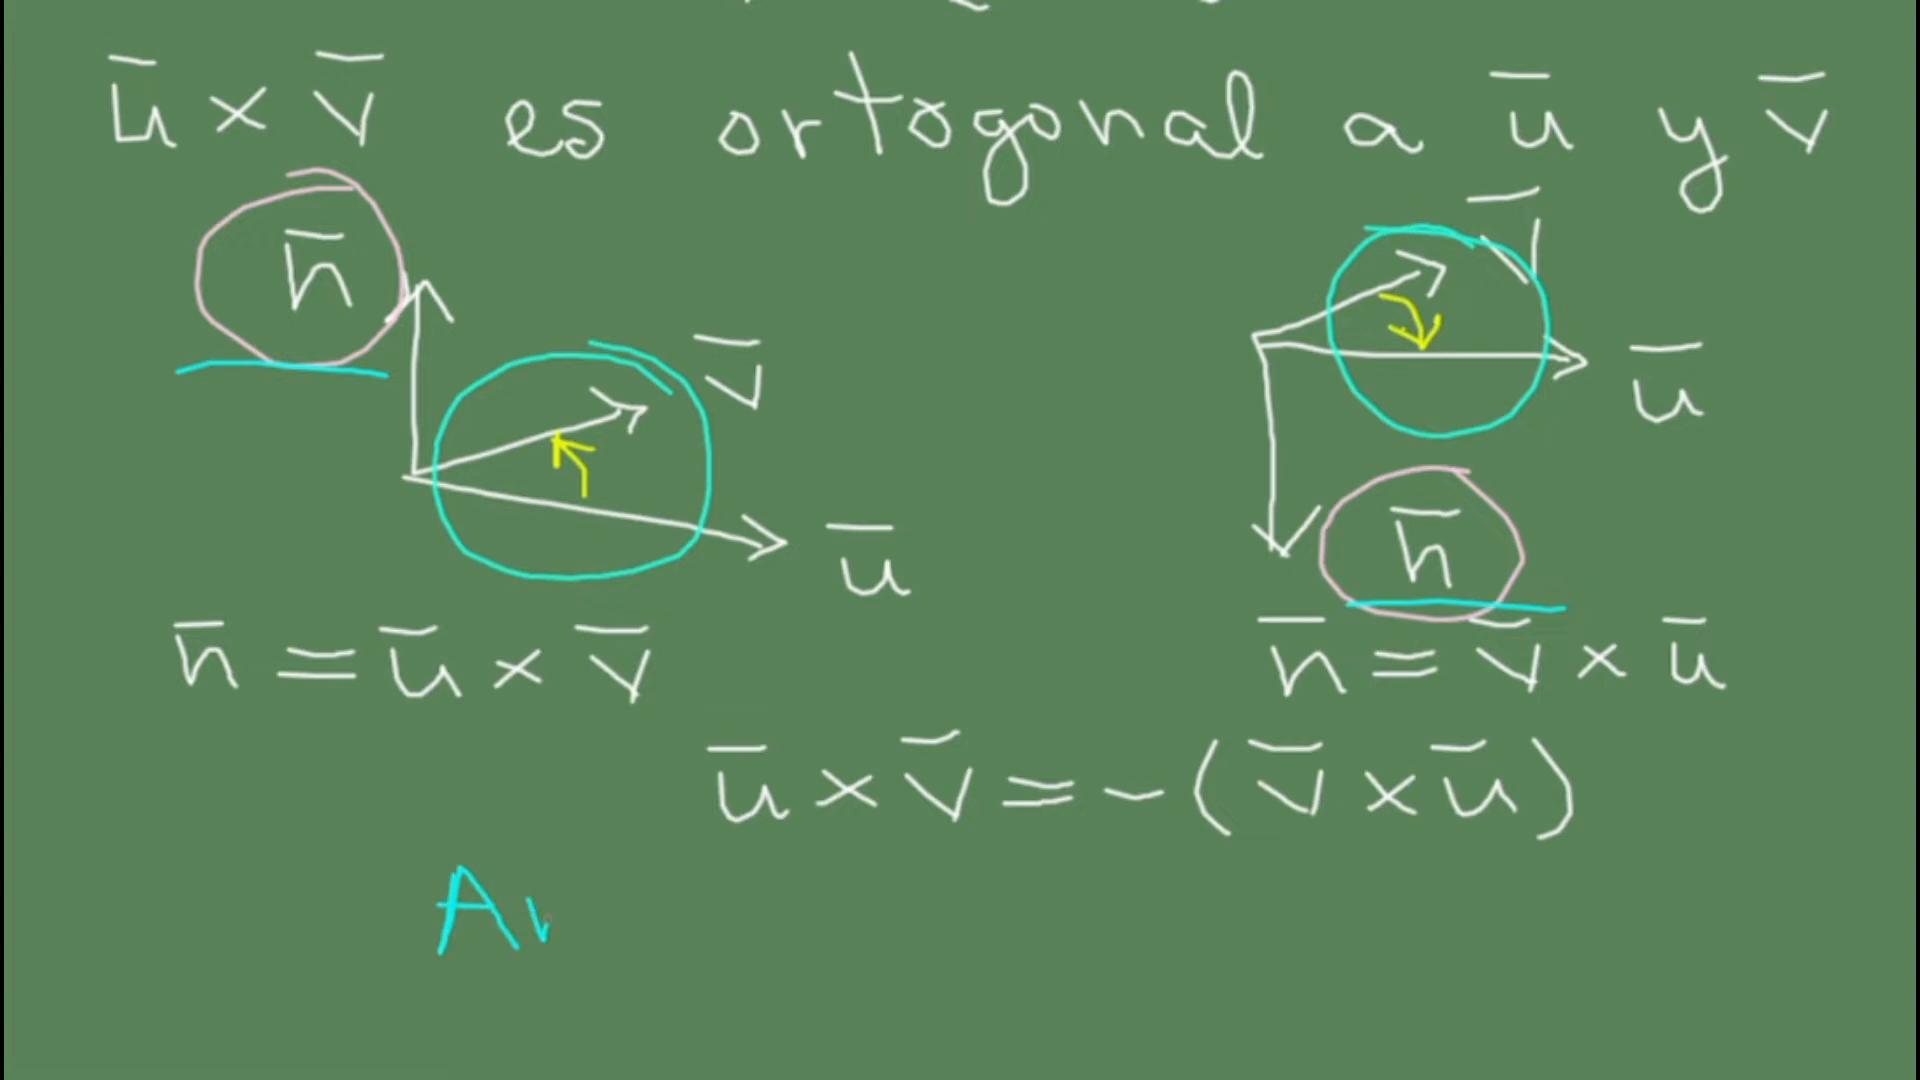 u̅ × v̅ es ortogonal a u̅ y v̅
n̅ v̅ u̅
v̅ u̅ n̅
n̅ = u̅ × v̅
n̅ = v̅ × u̅
u̅ × v̅ = - (v̅ × u̅)